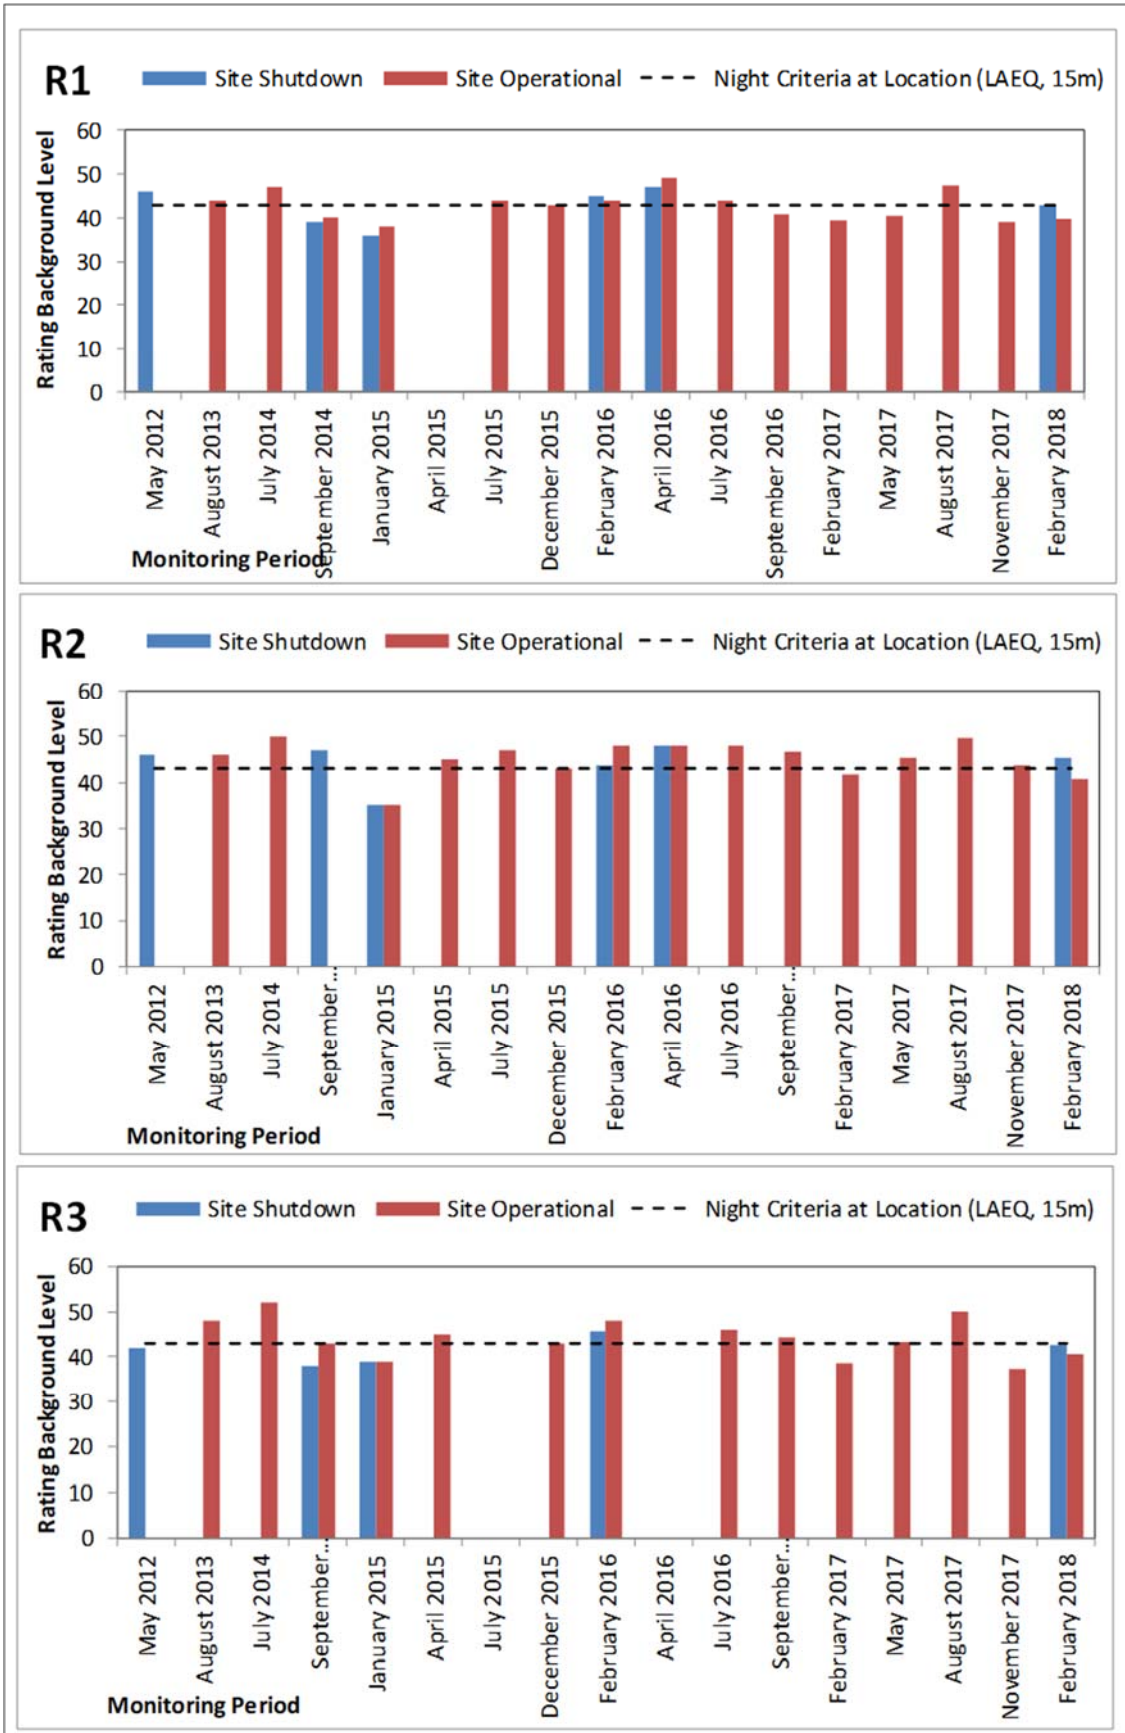 R1 Site Shutdown Site Operational Night Criteria at Location (LAEQ, 15m)
Rating Background Level
60
50
40
30
20
10
0
May 2012
August 2013
July 2014
September 2014
January 2015
April 2015
July 2015
December 2015
February 2016
April 2016
July 2016
September 2016
February 2017
May 2017
August 2017
November 2017
February 2018
Monitoring Period
R2 Site Shutdown Site Operational Night Criteria at Location (LAEQ, 15m)
Rating Background Level
60
50
40
30
20
10
0
May 2012
August 2013
July 2014
September...
January 2015
April 2015
July 2015
December 2015
February 2016
April 2016
July 2016
September...
February 2017
May 2017
August 2017
November 2017
February 2018
Monitoring Period
R3 Site Shutdown Site Operational Night Criteria at Location (LAEQ, 15m)
Rating Background Level
60
50
40
30
20
10
0
May 2012
August 2013
July 2014
September...
January 2015
April 2015
July 2015
December 2015
February 2016
April 2016
July 2016
September...
February 2017
May 2017
August 2017
November 2017
February 2018
Monitoring Period